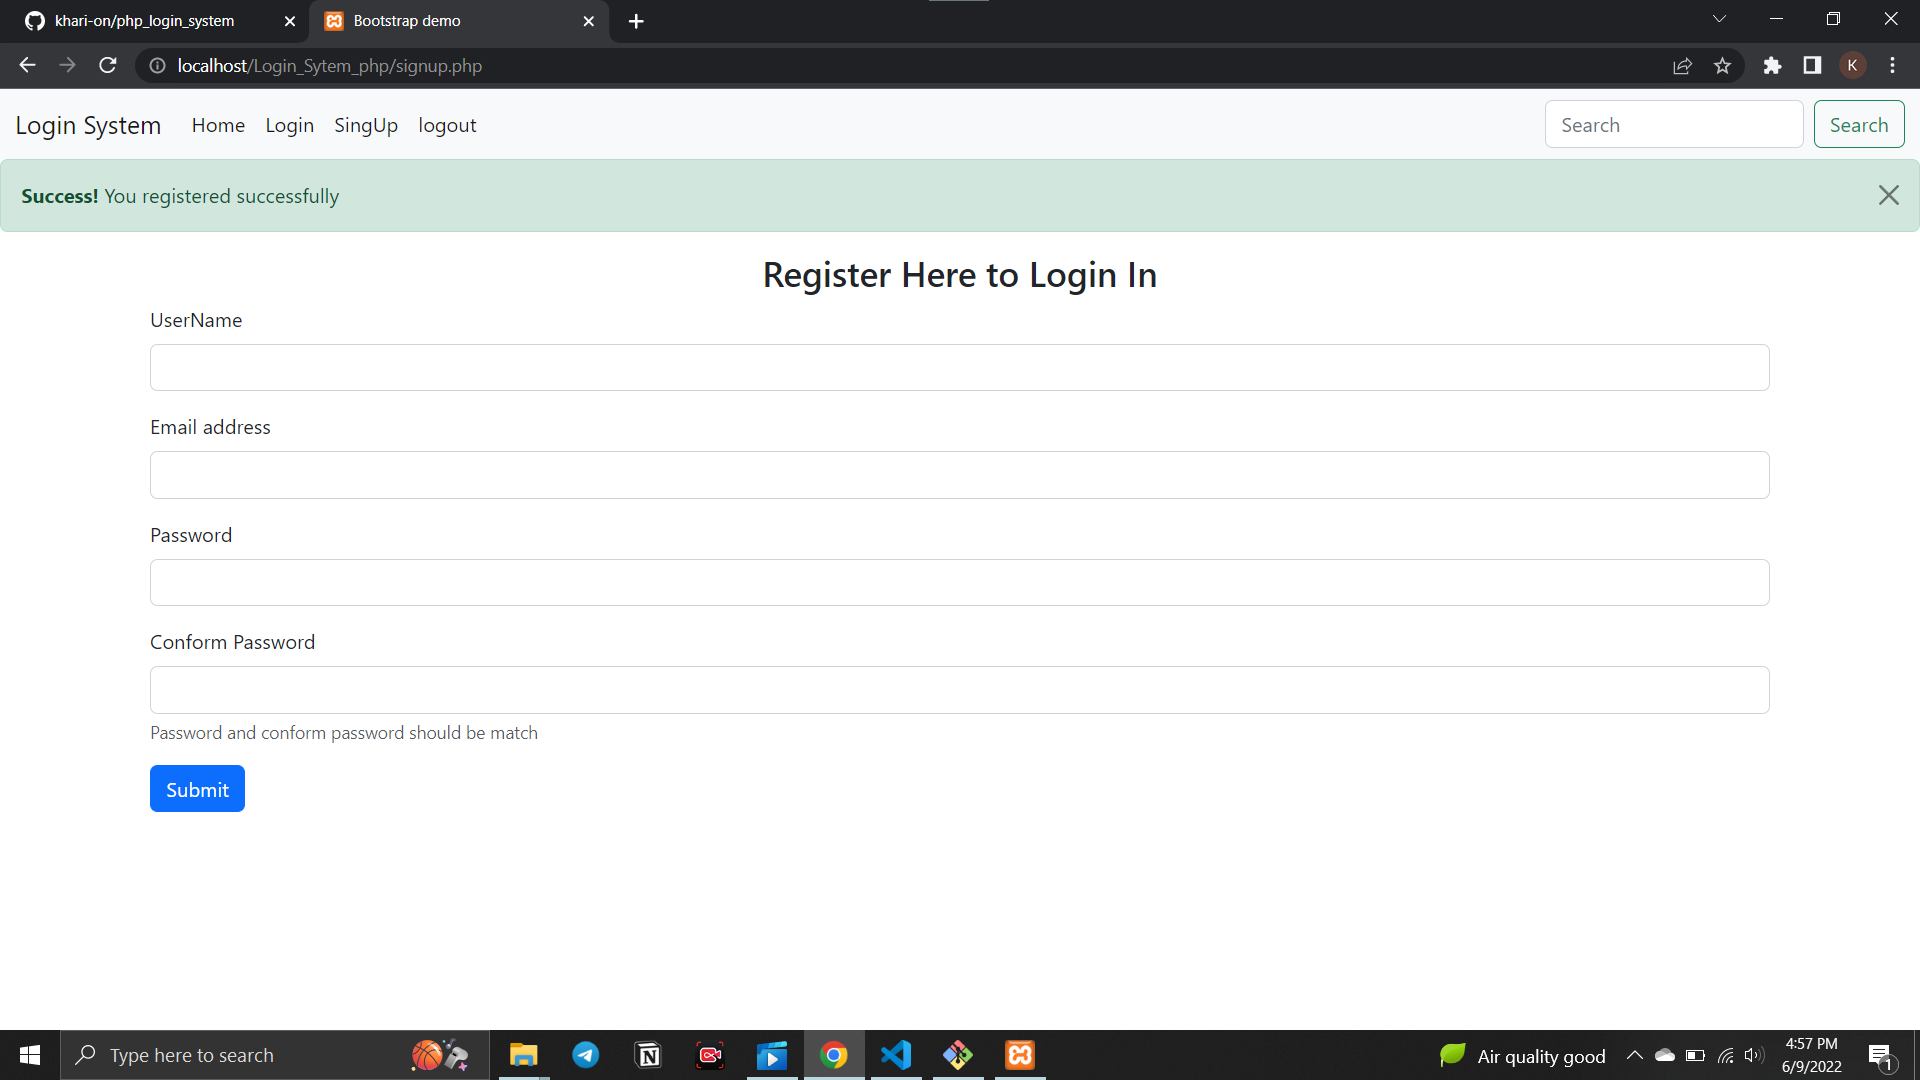 khari-on/php_login_system
Bootstrap demo
localhost/Login_Sytem_php/signup.php
K
Login System Home Login SingUp logout Search Search
Success! You registered successfully
Register Here to Login In
UserName
Email address
Password
Conform Password
Password and conform password should be match
Submit
Type here to search
Air quality good
4:57 PM
6/9/2022
1